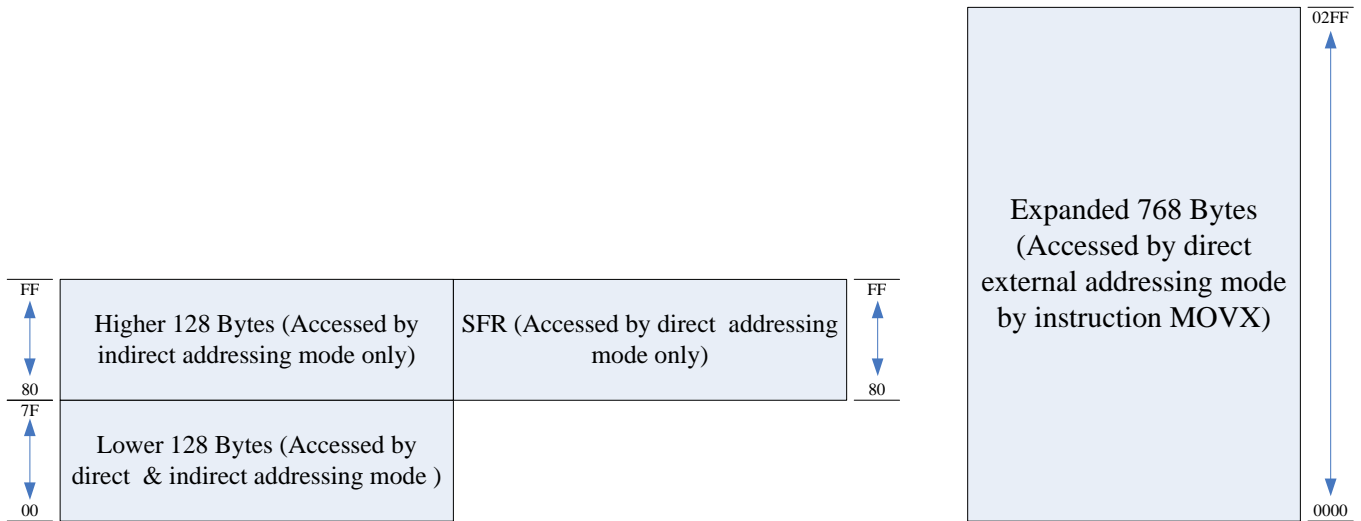 02FF
Expanded 768 Bytes
(Accessed by direct
external addressing mode
by instruction MOVX)
0000
FF
Higher 128 Bytes (Accessed by
indirect addressing mode only)
80
SFR (Accessed by direct addressing
mode only)
FF
80
7F
Lower 128 Bytes (Accessed by
direct & indirect addressing mode )
00